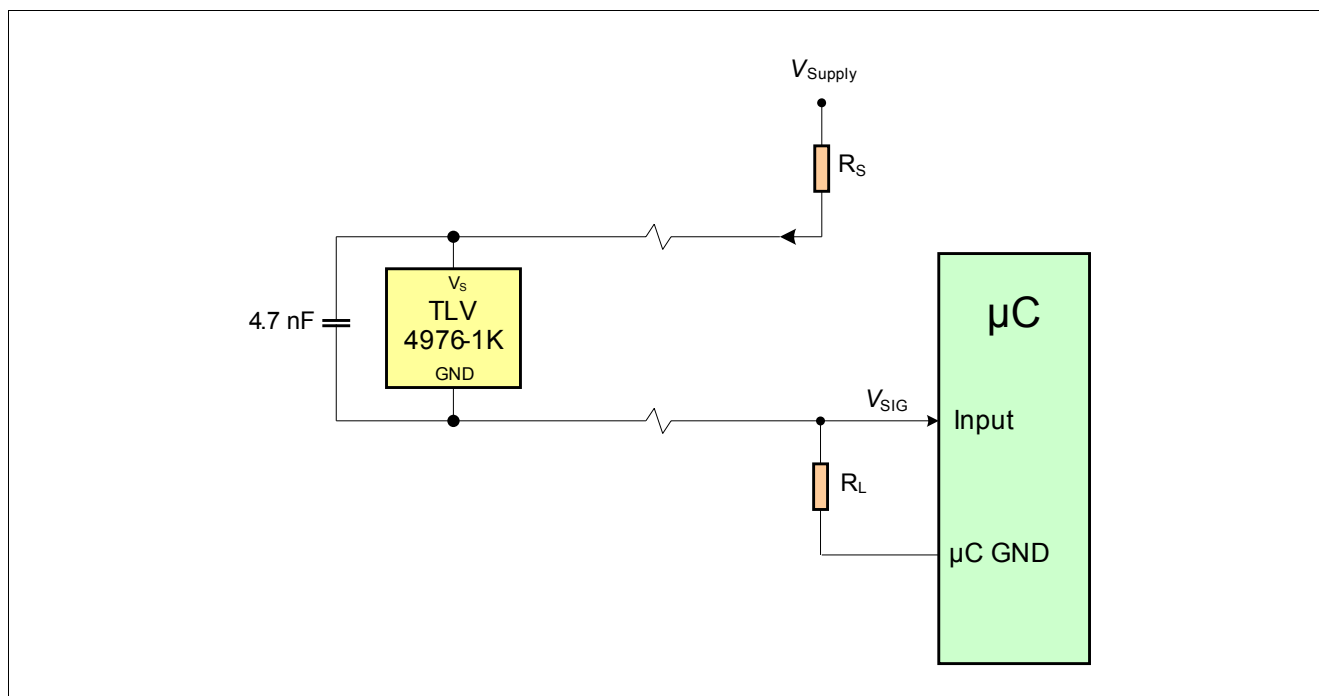 VSupply
RS
VS
TLV
4976-1K
GND
4.7 nF
µC
VSIG
Input
RL
µC GND